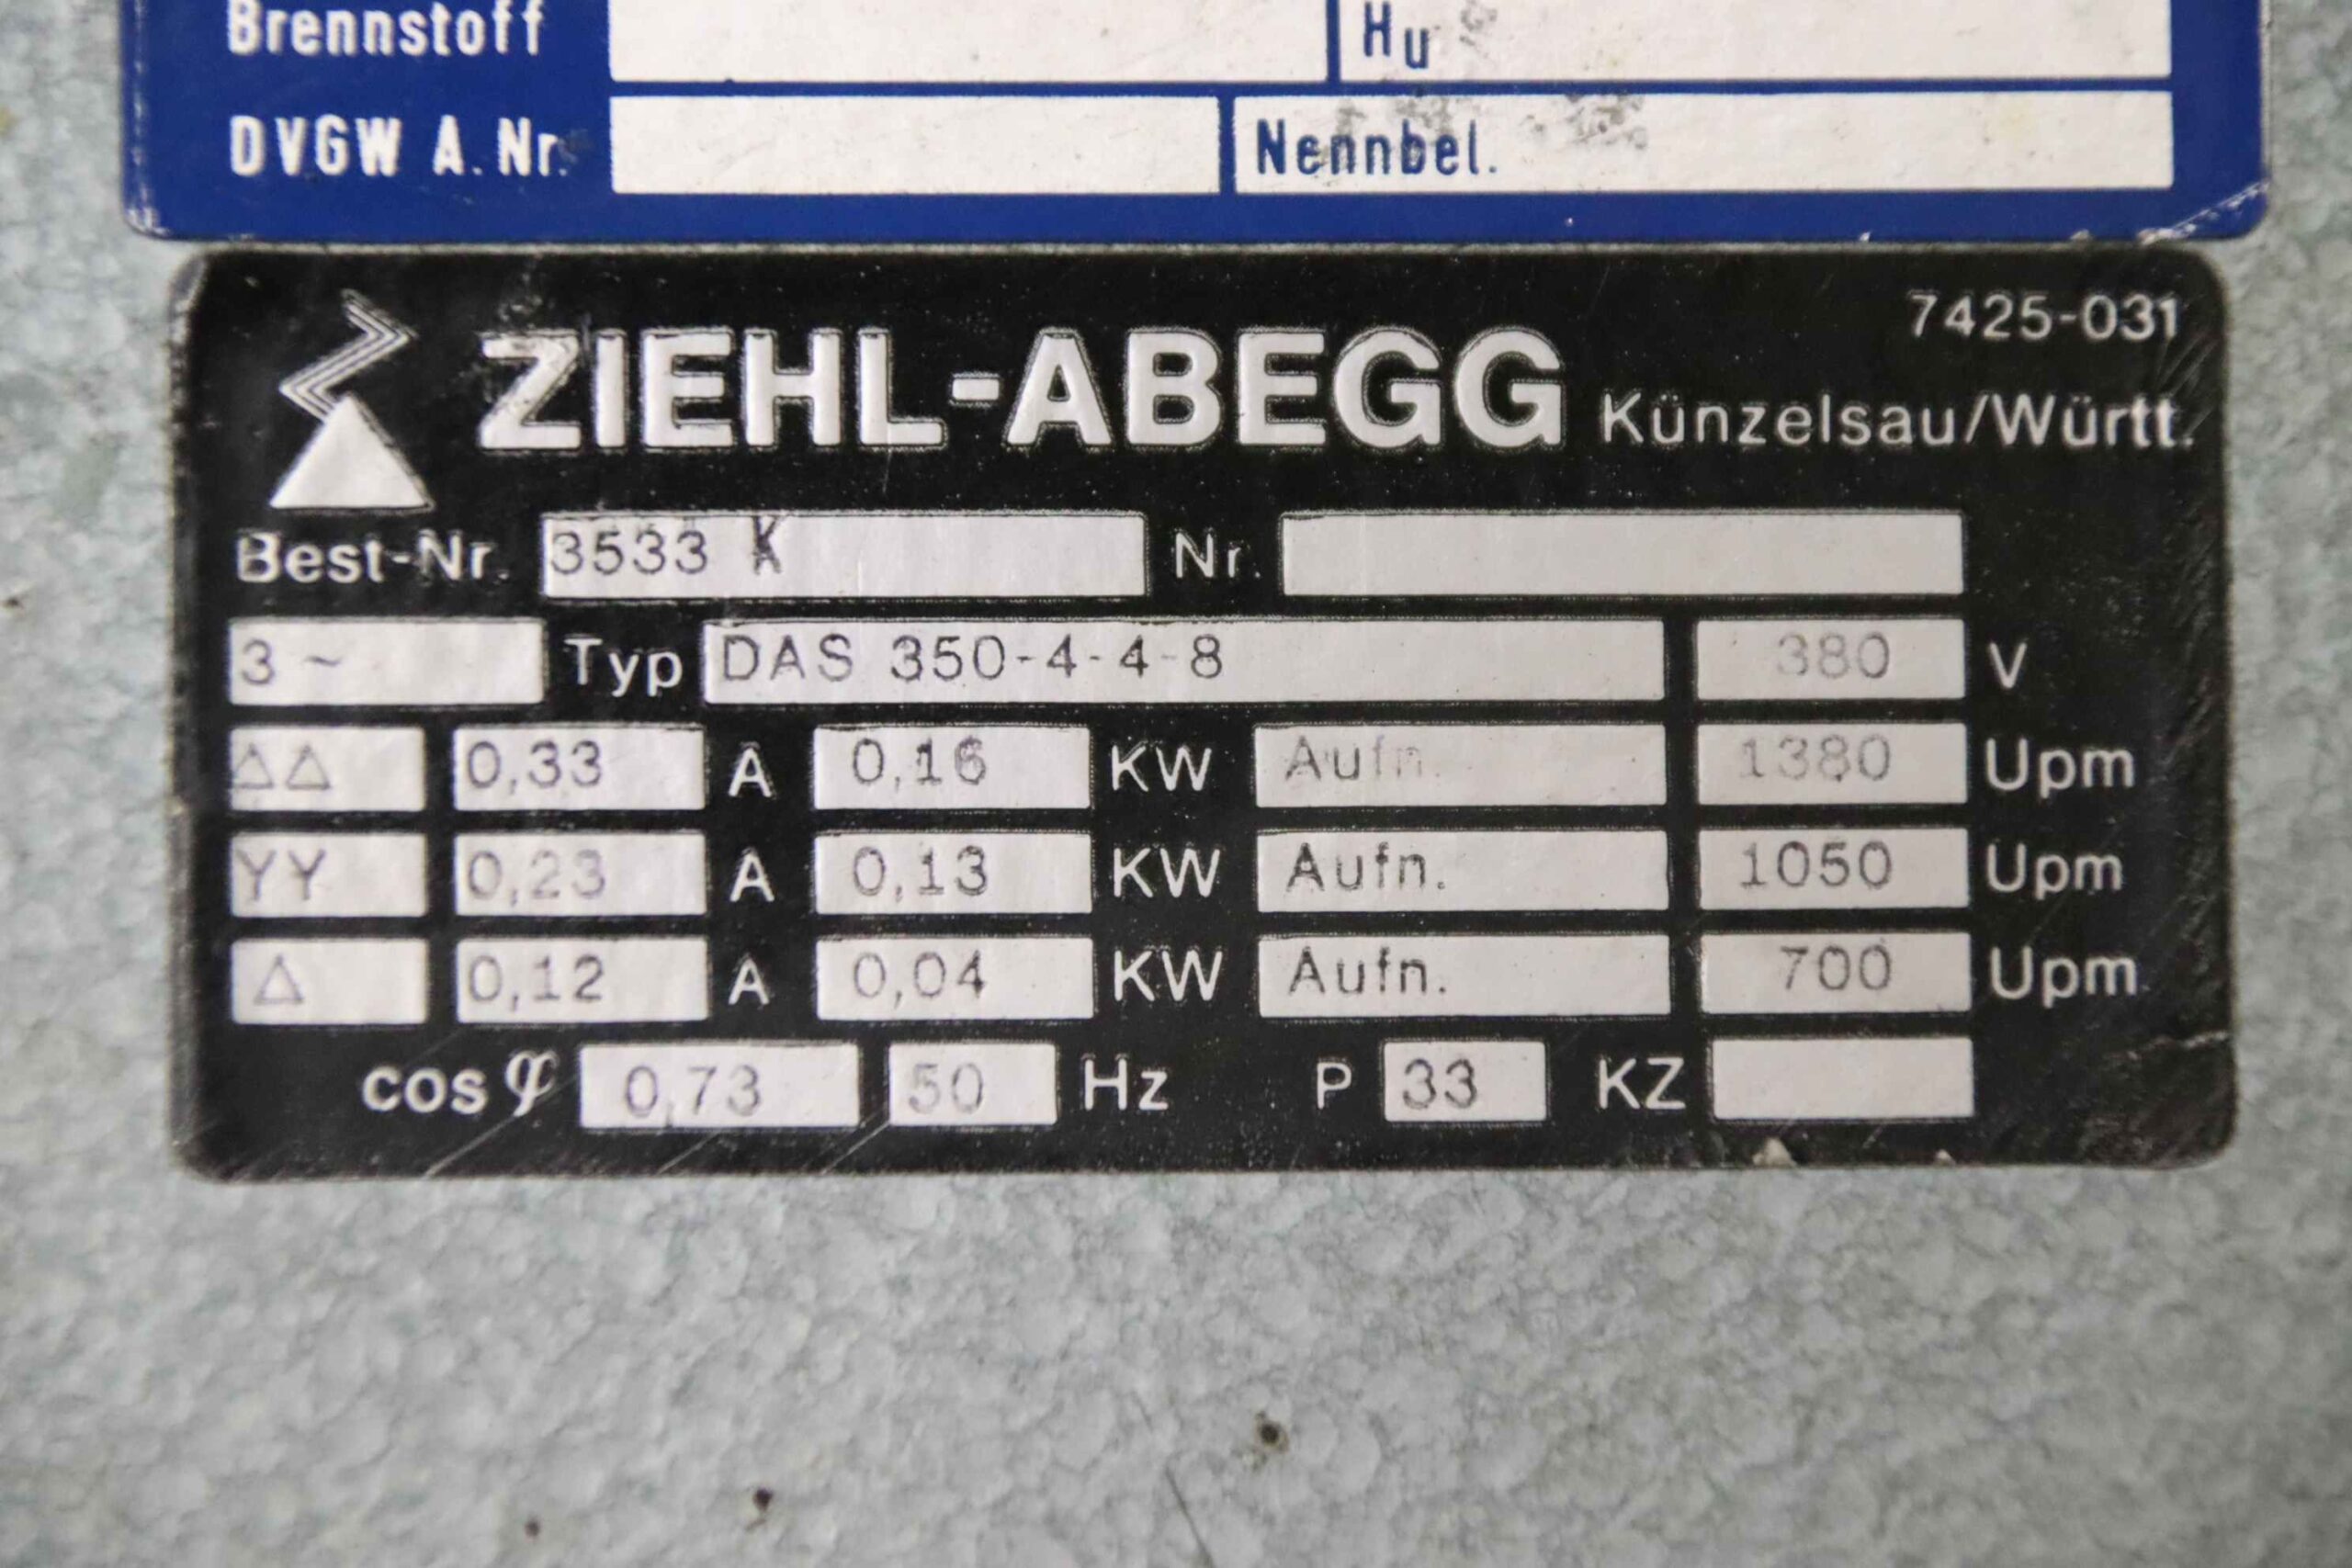 Brennstoff Hu
DVGW A.Nr. Nennbel.
7425-031
ZIEHL-ABEGG Künzelsau/Württ.
Best-Nr. 3533 K Nr.
3~ Typ DAS 350-4-4-8 380 V
ΔΔ 0,33 A 0,16 KW Aufn. 1380 Upm
YY 0,23 A 0,13 KW Aufn. 1050 Upm
Δ 0,12 A 0,04 KW Aufn. 700 Upm
cos φ 0,73 50 Hz P 33 KZ